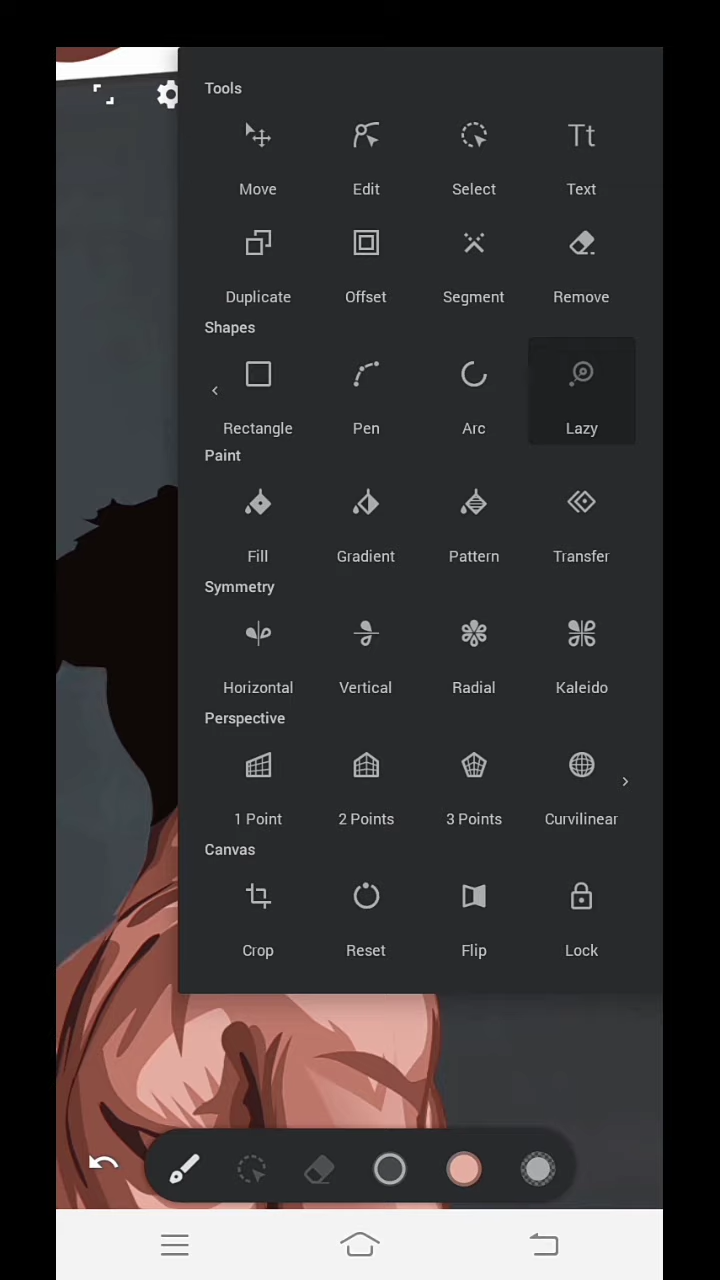 Tools
Move Edit Select Text
Duplicate Offset Segment Remove
Shapes
Rectangle Pen Arc Lazy
Paint
Fill Gradient Pattern Transfer
Symmetry
Horizontal Vertical Radial Kaleido
Perspective
1 Point 2 Points 3 Points Curvilinear
Canvas
Crop Reset Flip Lock